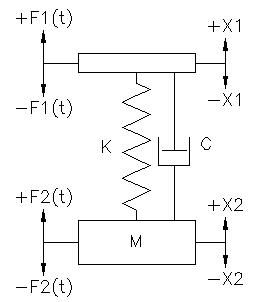 +F1(t)
+X1
-F1(t)
-X1
K
C
+F2(t)
+X2
M
-F2(t)
-X2